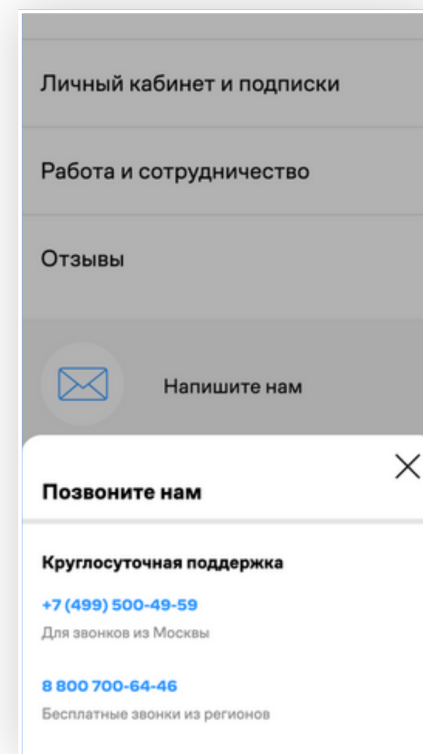 Личный кабинет и подписки
Работа и сотрудничество
Отзывы
Напишите нам
Позвоните нам
Круглосуточная поддержка
+7 (499) 500-49-59
Для звонков из Москвы
8 800 700-64-46
Бесплатные звонки из регионов